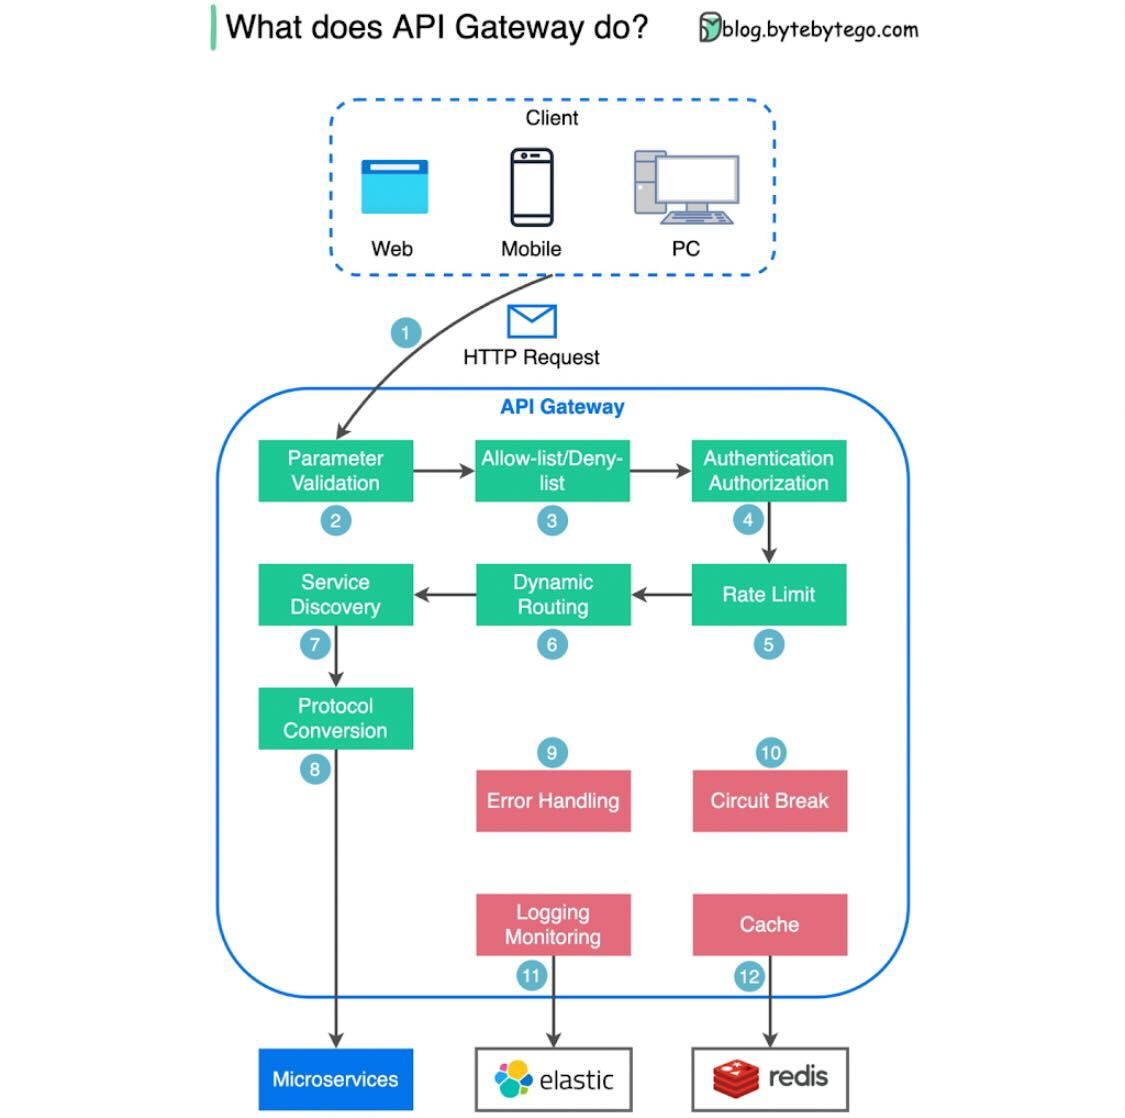 What does API Gateway do?
blog.bytebytego.com
Client
Web
Mobile
PC
1
HTTP Request
API Gateway
Parameter
Validation
Allow-list/Deny-
list
Authentication
Authorization
2
3
4
Service
Discovery
Dynamic
Routing
Rate Limit
7
6
5
Protocol
Conversion
8
9
10
Error Handling
Circuit Break
Logging
Monitoring
Cache
11
12
Microservices
elastic
redis